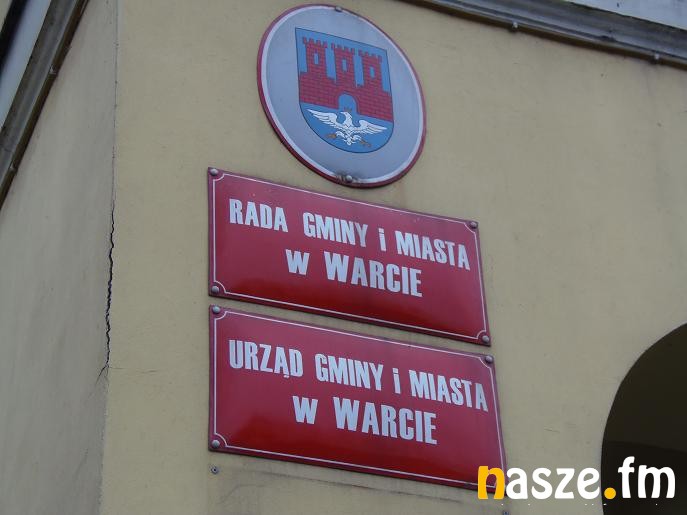 RADA GMINY i MIASTA
W WARCIE
URZĄD GMINY i MIASTA
W WARCIE
nasze.fm